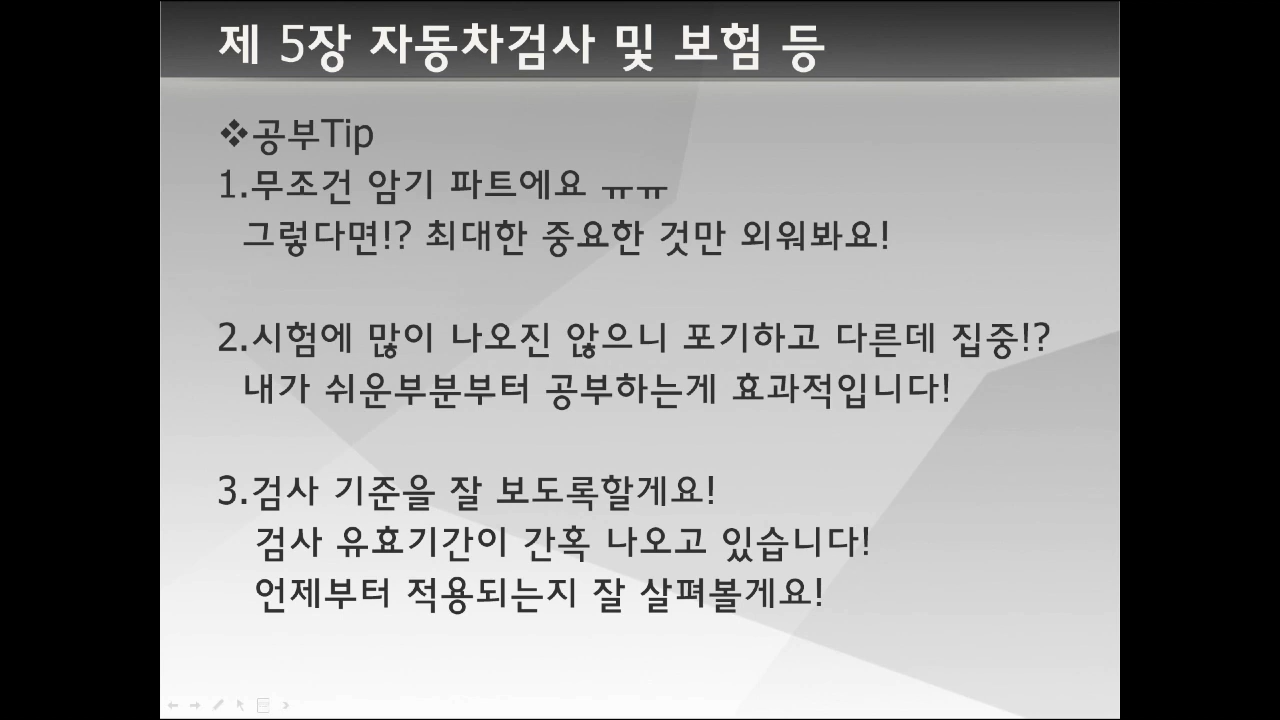 제 5장 자동차검사 및 보험 등
❖공부Tip
1.무조건 암기 파트에요 ㅠㅠ
그렇다면!? 최대한 중요한 것만 외워봐요!
2.시험에 많이 나오진 않으니 포기하고 다른데 집중!?
내가 쉬운부분부터 공부하는게 효과적입니다!
3.검사 기준을 잘 보도록할게요!
검사 유효기간이 간혹 나오고 있습니다!
언제부터 적용되는지 잘 살펴볼게요!